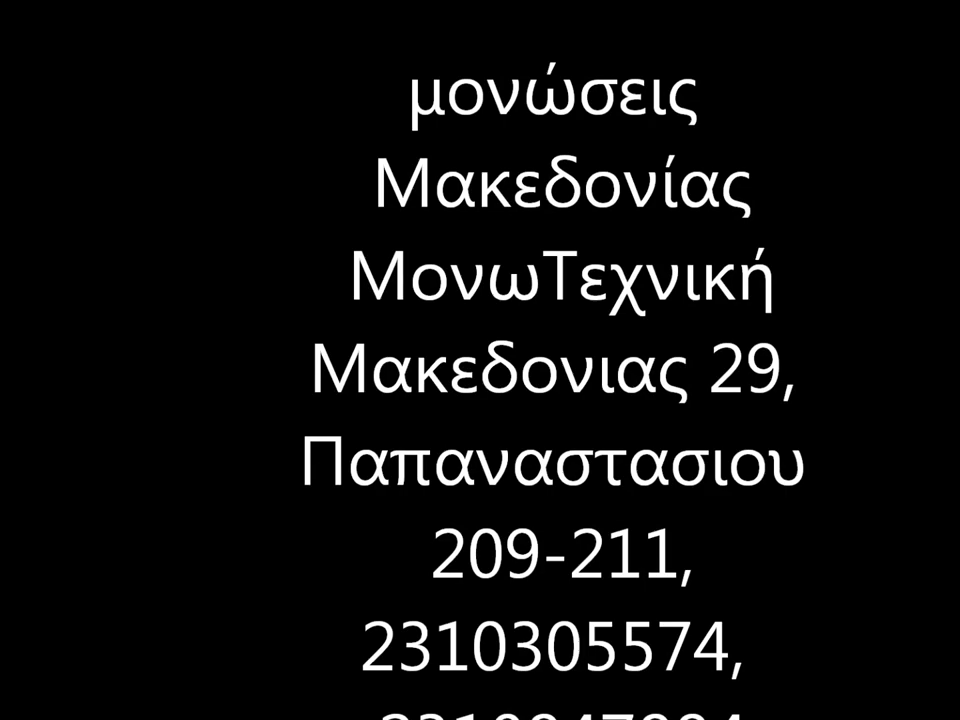 μονώσεις
Μακεδονίας
ΜονωΤεχνική
Μακεδονιας 29,
Παπαναστασιου
209-211,
2310305574,